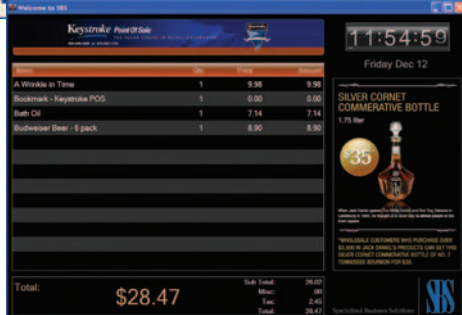 Welcome to SBS
Keystroke Point Of Sale
11:54:59
Friday Dec 12
Items Qty Price Amount
A Wrinkle in Time 1 9.98 9.98
Bookmark - Keystroke POS 1 0.00 0.00
Bath Oil 1 7.14 7.14
Budweiser Beer - 6 pack 1 8.90 8.90
SILVER CORNET
COMMERATIVE BOTTLE
1.75 liter
$35
*WHOLESALE CUSTOMERS WHO PURCHASE OVER
$3,500 IN JACK DANIEL'S PRODUCTS CAN GET THIS
SILVER CORNET COMMERATIVE BOTTLE OF NO. 7
TENNESSEE BOURBON FOR $35.
Total: $28.47
Sub Total: 26.02
Misc: .00
Tax: 2.45
Total: 28.47
Specialized Business Solutions
SBS